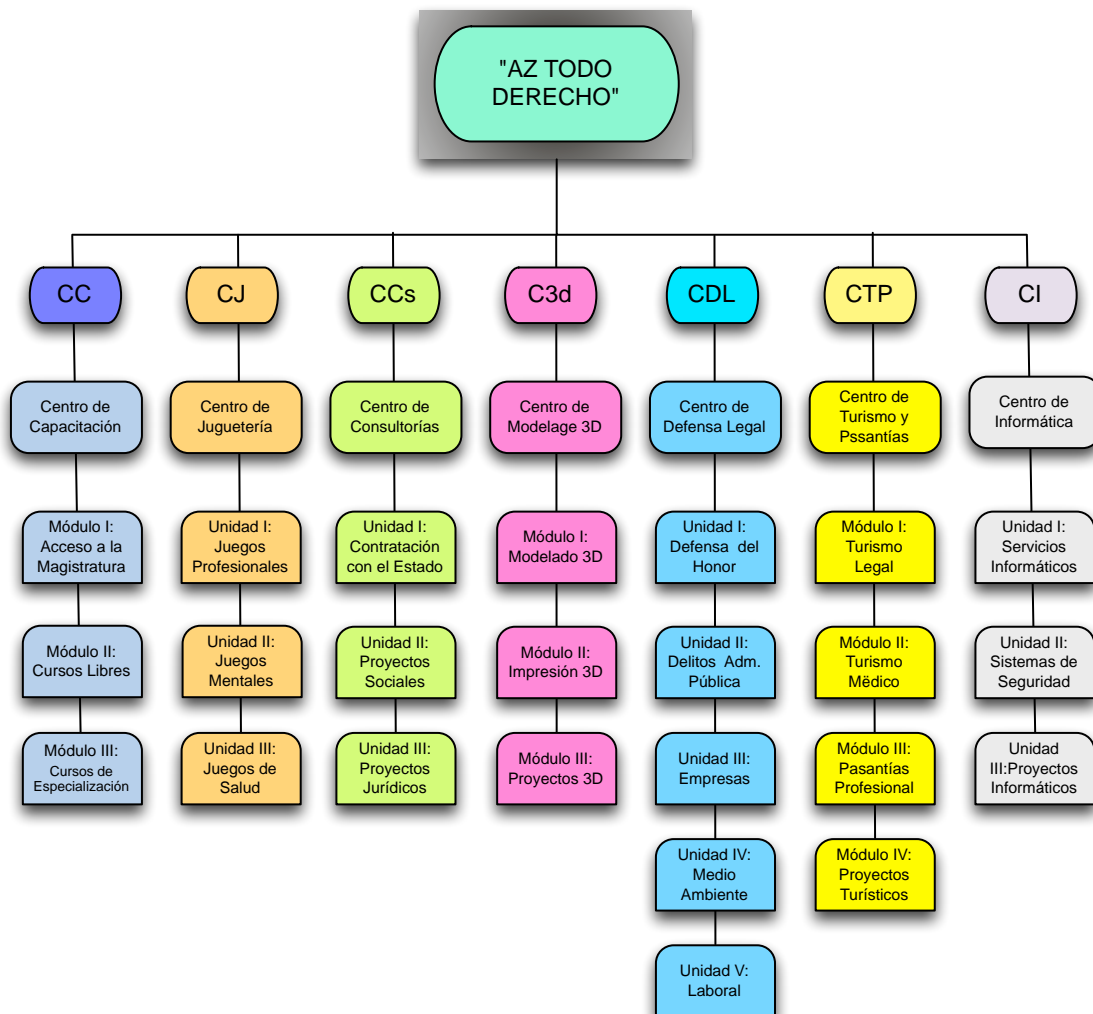 "AZ TODO
DERECHO"
CC
CJ
CCs
C3d
CDL
CTP
CI
Centro de
Capacitación
Centro de
Juguetería
Centro de
Consultorías
Centro de
Modelage 3D
Centro de
Defensa Legal
Centro de
Turismo y
Pssantías
Centro de
Informática
Módulo I:
Acceso a la
Magistratura
Unidad I:
Juegos
Profesionales
Unidad I:
Contratación
con el Estado
Módulo I:
Modelado 3D
Unidad I:
Defensa del
Honor
Módulo I:
Turismo
Legal
Unidad I:
Servicios
Informáticos
Módulo II:
Cursos Libres
Unidad II:
Juegos
Mentales
Unidad II:
Proyectos
Sociales
Módulo II:
Impresión 3D
Unidad II:
Delitos Adm.
Pública
Módulo II:
Turismo
Mëdico
Unidad II:
Sistemas de
Seguridad
Módulo III:
Cursos de
Especialización
Unidad III:
Juegos de
Salud
Unidad III:
Proyectos
Jurídicos
Módulo III:
Proyectos 3D
Unidad III:
Empresas
Módulo III:
Pasantías
Profesional
Unidad
III:Proyectos
Informáticos
Unidad IV:
Medio
Ambiente
Módulo IV:
Proyectos
Turísticos
Unidad V:
Laboral